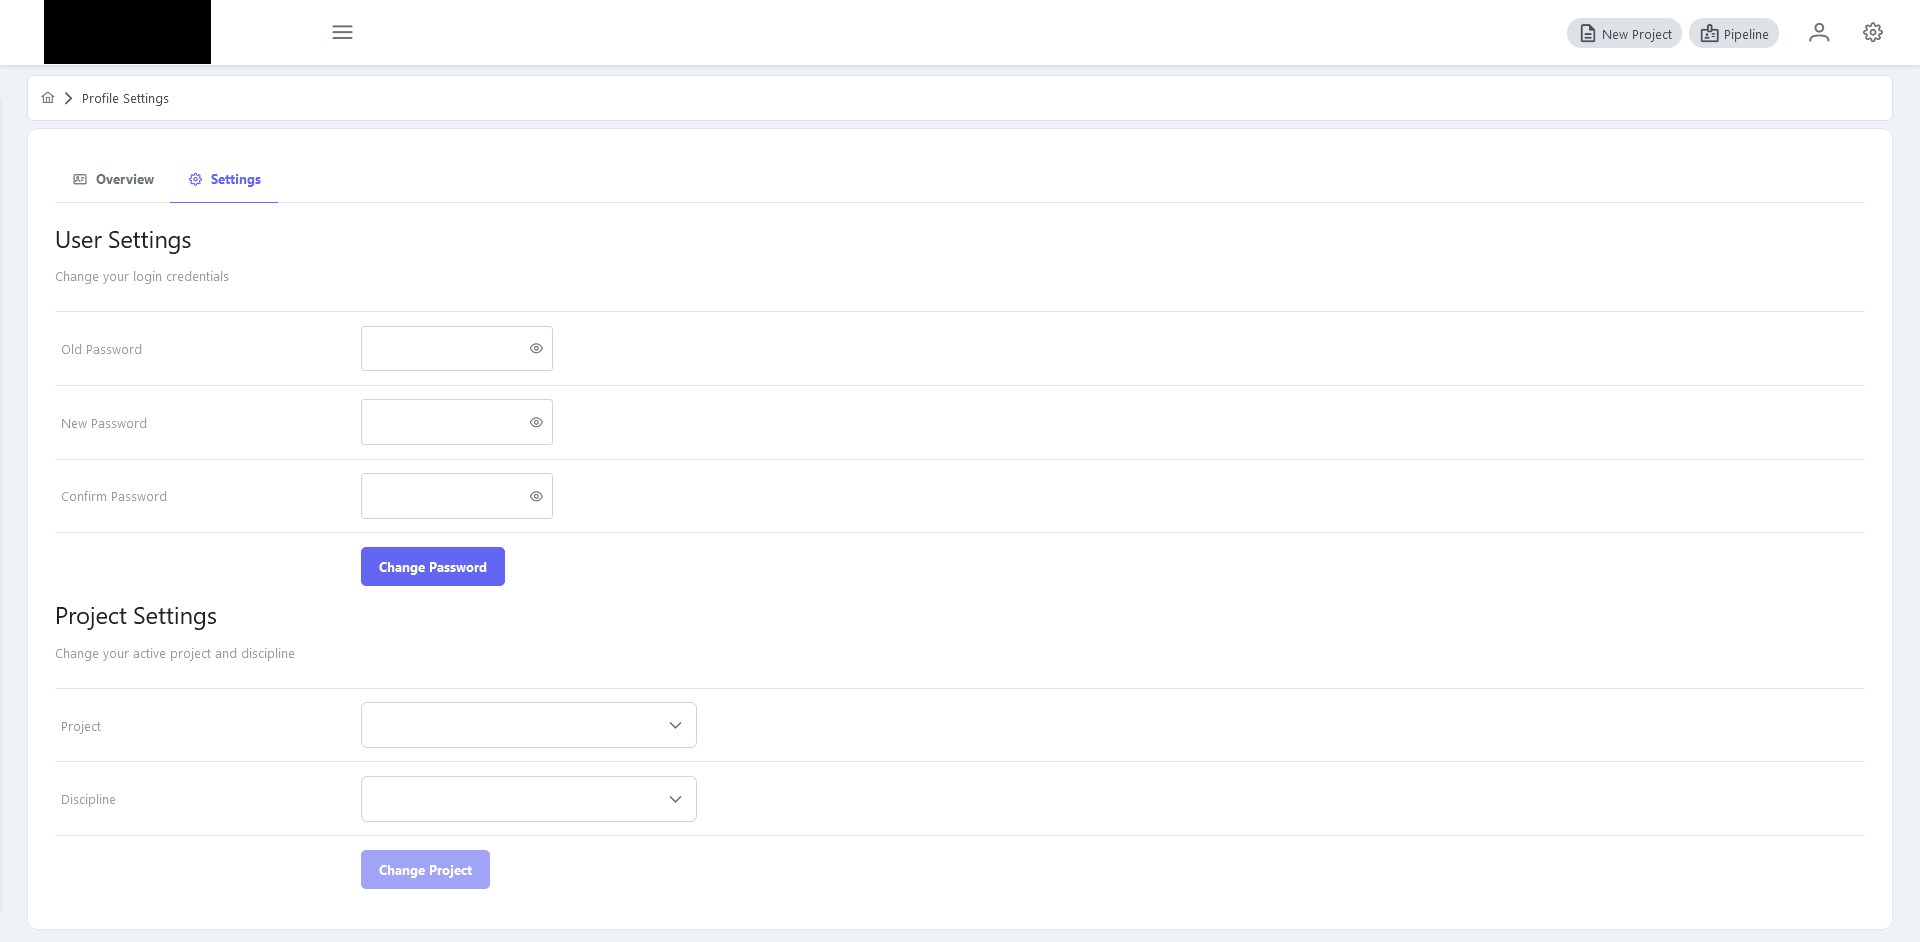 New Project
Pipeline
Profile Settings
Overview
Settings
User Settings
Change your login credentials
Old Password
New Password
Confirm Password
Change Password
Project Settings
Change your active project and discipline
Project
Discipline
Change Project